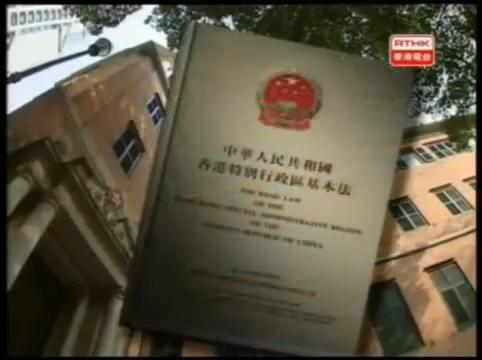 RTHK
香港電台
中華人民共和國
香港特別行政區基本法
THE BASIC LAW
OF THE
HONG KONG SPECIAL ADMINISTRATIVE REGION
OF THE
PEOPLE'S REPUBLIC OF CHINA